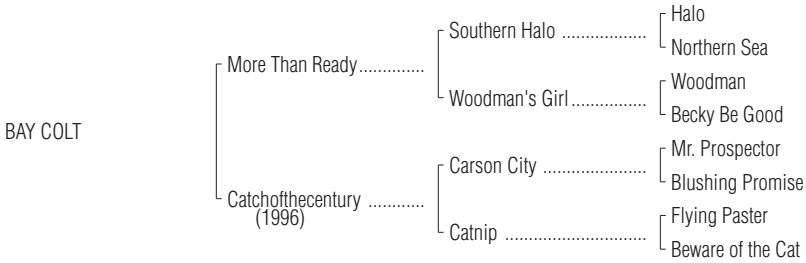 Halo
Southern Halo ..................
Northern Sea
More Than Ready..............
Woodman
Woodman's Girl................
Becky Be Good
BAY COLT
Mr. Prospector
Carson City ......................
Blushing Promise
Catchofthecentury ............
(1996)
Flying Paster
Catnip ..............................
Beware of the Cat